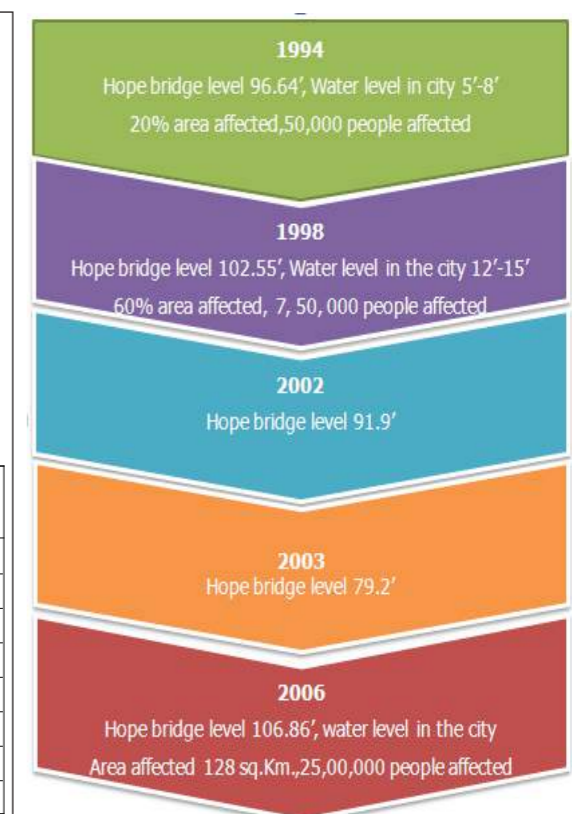 1994
Hope bridge level 96.64’, Water level in city 5’-8’
20% area affected,50,000 people affected
1998
Hope bridge level 102.55’, Water level in the city 12’-15’
60% area affected, 7, 50, 000 people affected
2002
Hope bridge level 91.9’
2003
Hope bridge level 79.2’
2006
Hope bridge level 106.86’, water level in the city
Area affected 128 sq.Km.,25,00,000 people affected